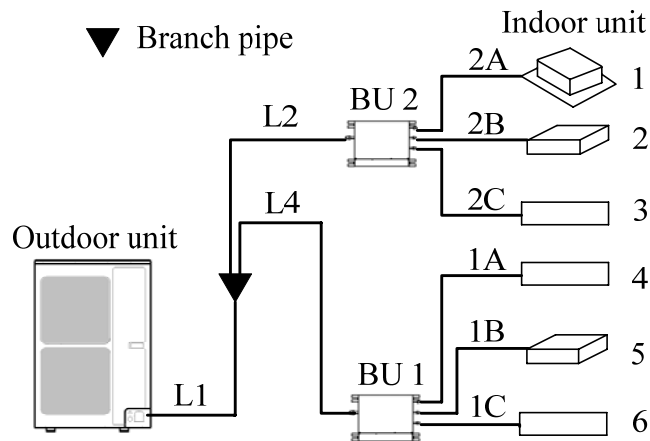 Branch pipe
Indoor unit
2A
1
BU 2
L2
2B
2
2C
3
L4
Outdoor unit
1A
4
1B
5
BU 1
L1
1C
6